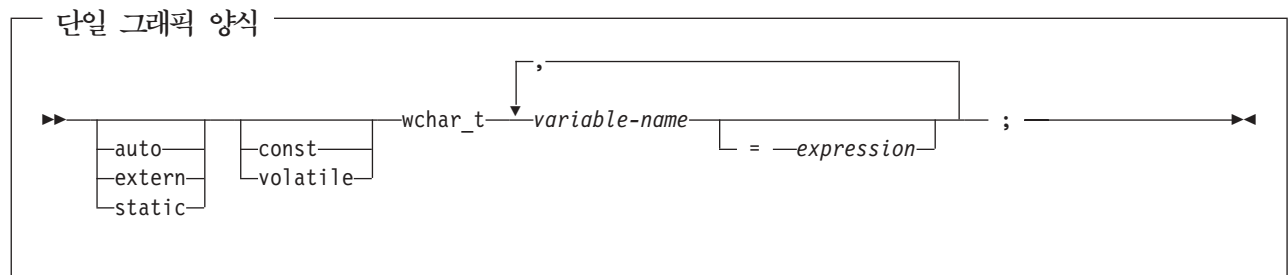 단일 그래픽 양식
,
wchar_t variable-name ;
auto const = expression
extern volatile
static